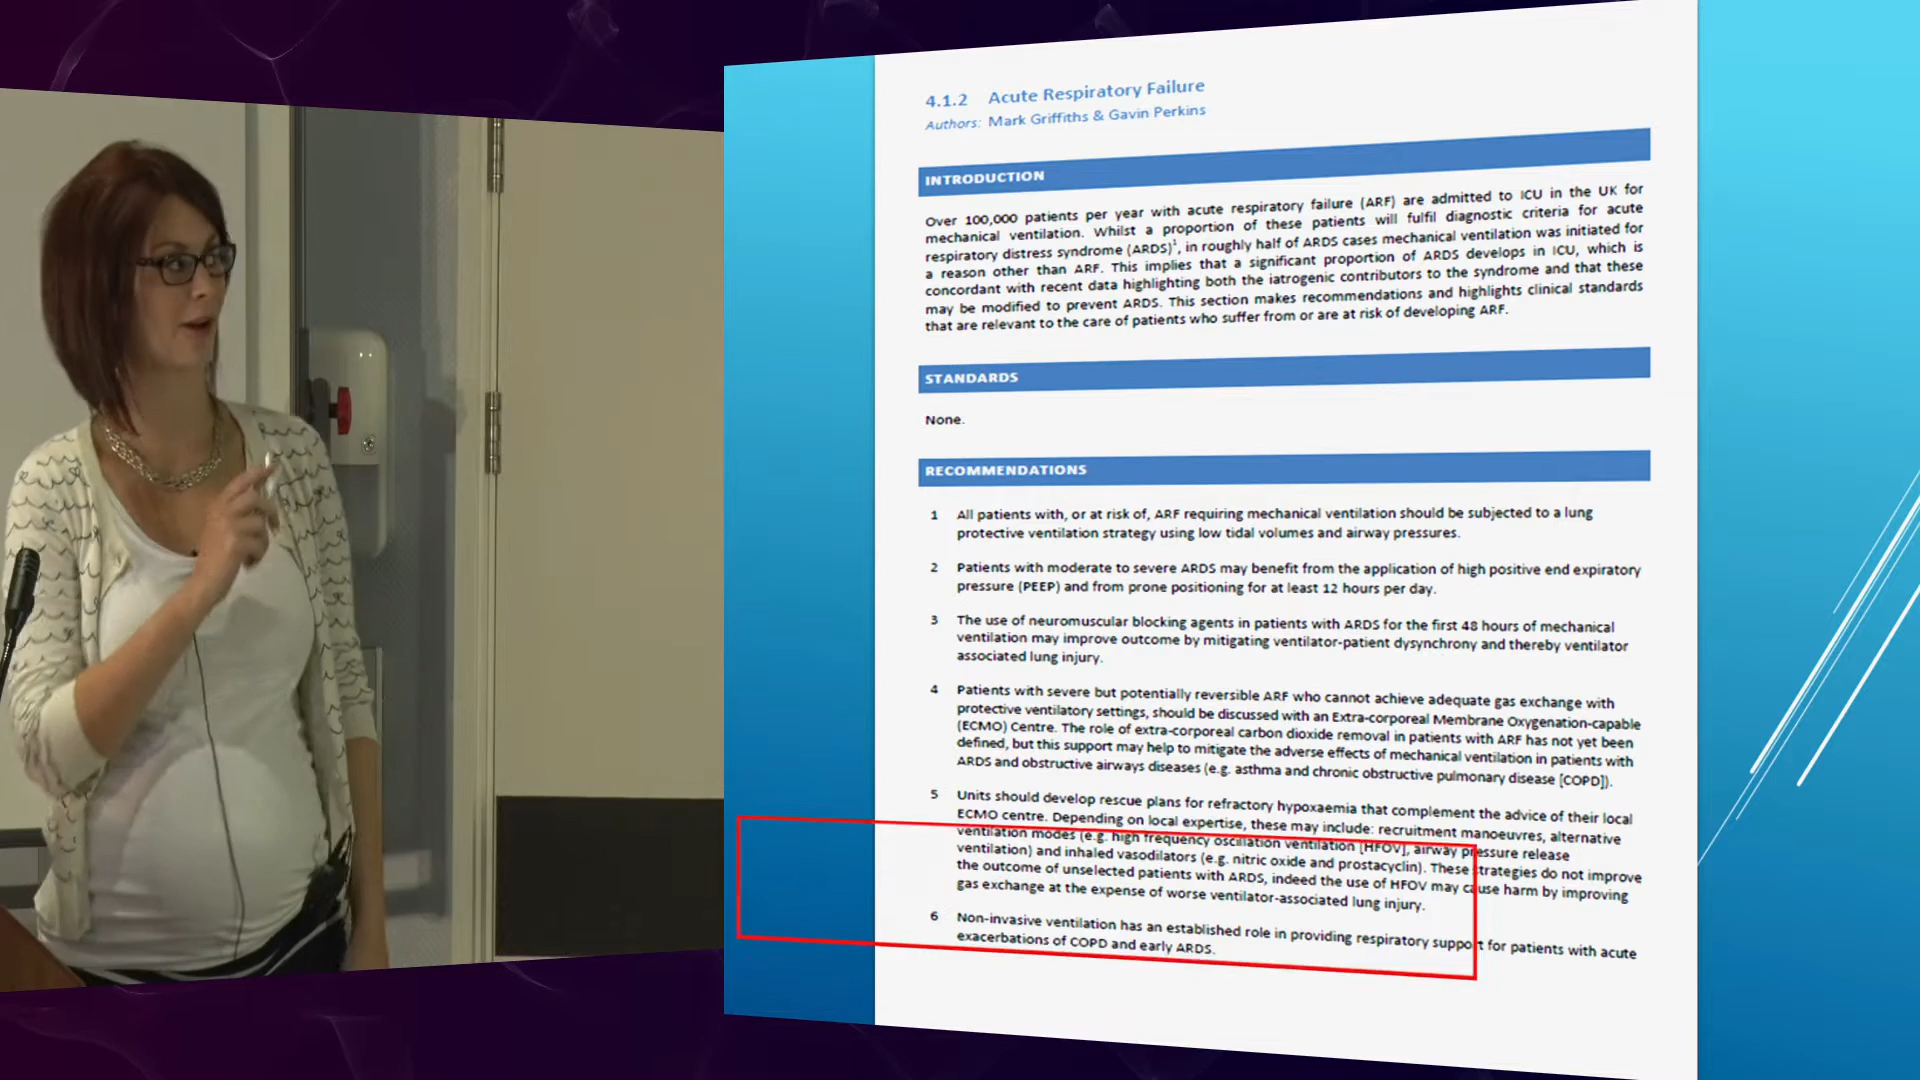 4.1.2 Acute Respiratory Failure
Authors: Mark Griffiths & Gavin Perkins
INTRODUCTION
Over 100,000 patients per year with acute respiratory failure (ARF) are admitted to ICU in the UK for
mechanical ventilation. Whilst a proportion of these patients will fulfil diagnostic criteria for acute
respiratory distress syndrome (ARDS)¹, in roughly half of ARDS cases mechanical ventilation was initiated for
a reason other than ARF. This implies that a significant proportion of ARDS develops in ICU, which is
concordant with recent data highlighting both the iatrogenic contributors to the syndrome and that these
may be modified to prevent ARDS. This section makes recommendations and highlights clinical standards
that are relevant to the care of patients who suffer from or are at risk of developing ARF.
STANDARDS
None.
RECOMMENDATIONS
1 All patients with, or at risk of, ARF requiring mechanical ventilation should be subjected to a lung
protective ventilation strategy using low tidal volumes and airway pressures.
2 Patients with moderate to severe ARDS may benefit from the application of high positive end expiratory
pressure (PEEP) and from prone positioning for at least 12 hours per day.
3 The use of neuromuscular blocking agents in patients with ARDS for the first 48 hours of mechanical
ventilation may improve outcome by mitigating ventilator-patient dysynchrony and thereby ventilator
associated lung injury.
4 Patients with severe but potentially reversible ARF who cannot achieve adequate gas exchange with
protective ventilatory settings, should be discussed with an Extra-corporeal Membrane Oxygenation-capable
(ECMO) Centre. The role of extra-corporeal carbon dioxide removal in patients with ARF has not yet been
defined, but this support may help to mitigate the adverse effects of mechanical ventilation in patients with
ARDS and obstructive airways diseases (e.g. asthma and chronic obstructive pulmonary disease [COPD]).
5 Units should develop rescue plans for refractory hypoxaemia that complement the advice of their local
ECMO centre. Depending on local expertise, these may include: recruitment manoeuvres, alternative
ventilation modes (e.g. high frequency oscillation ventilation [HFOV], airway pressure release
ventilation) and inhaled vasodilators (e.g. nitric oxide and prostacyclin). These strategies do not improve
the outcome of unselected patients with ARDS, indeed the use of HFOV may cause harm by improving
gas exchange at the expense of worse ventilator-associated lung injury.
6 Non-invasive ventilation has an established role in providing respiratory support for patients with acute
exacerbations of COPD and early ARDS.